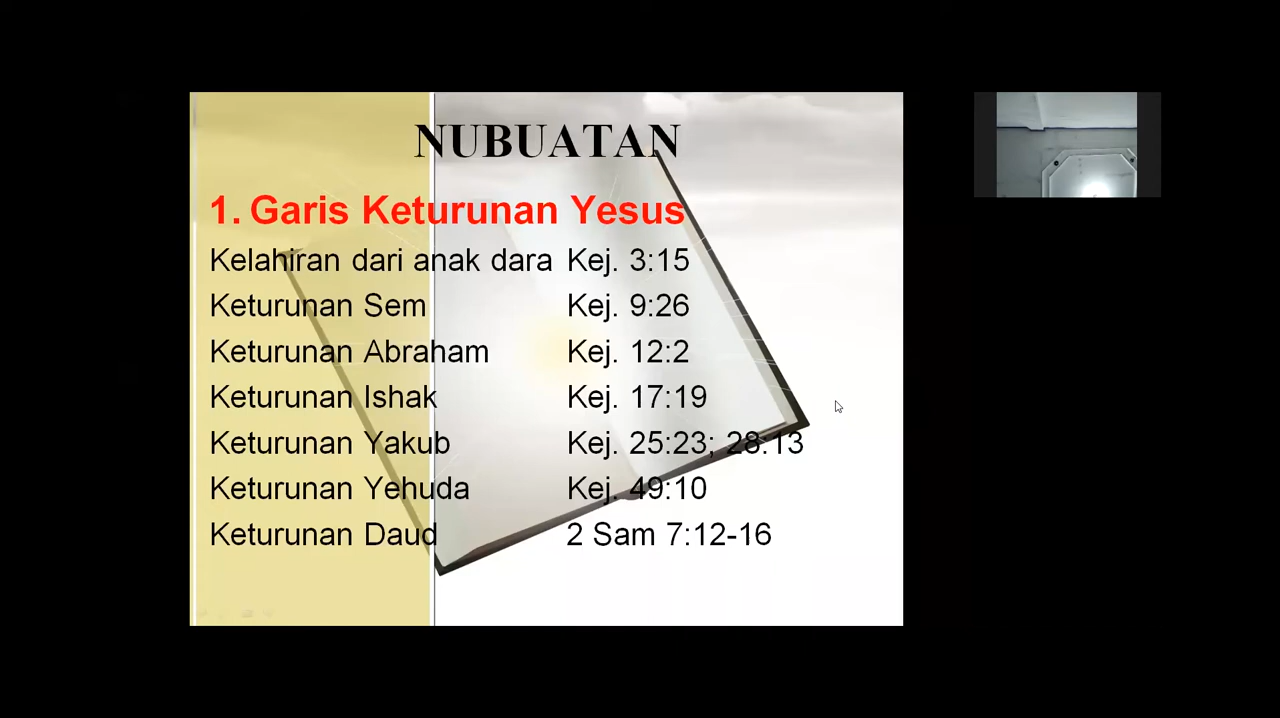 NUBUATAN
1. Garis Keturunan Yesus
Kelahiran dari anak dara Kej. 3:15
Keturunan Sem Kej. 9:26
Keturunan Abraham Kej. 12:2
Keturunan Ishak Kej. 17:19
Keturunan Yakub Kej. 25:23; 28:13
Keturunan Yehuda Kej. 49:10
Keturunan Daud 2 Sam 7:12-16